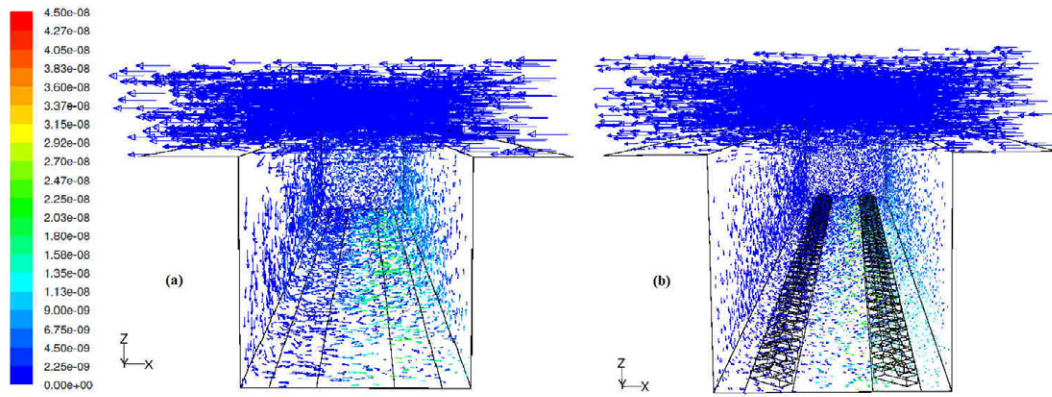 4.50e-08
4.27e-08
4.05e-08
3.83e-08
3.60e-08
3.37e-08
3.15e-08
2.92e-08
2.70e-08
2.47e-08
2.25e-08
2.03e-08
1.80e-08
1.58e-08
1.35e-08
1.13e-08
9.00e-09
6.75e-09
4.50e-09
2.25e-09
0.00e+00
(a)
Z
Y
X
(b)
Z
Y
X